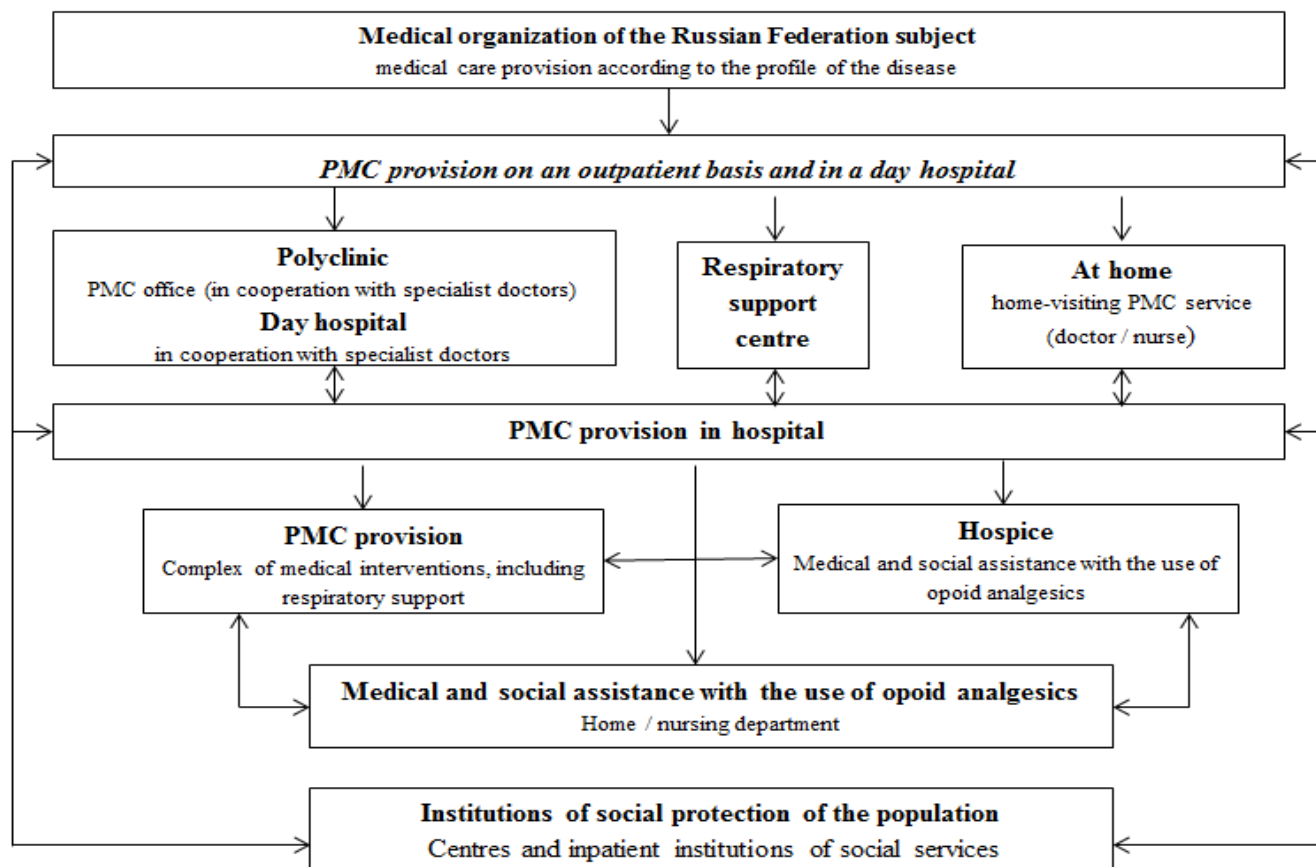 Medical organization of the Russian Federation subject
medical care provision according to the profile of the disease
PMC provision on an outpatient basis and in a day hospital
Polyclinic
PMC office (in cooperation with specialist doctors)
Day hospital
in cooperation with specialist doctors
Respiratory
support
centre
At home
home-visiting PMC service
(doctor / nurse)
PMC provision in hospital
PMC provision
Complex of medical interventions, including
respiratory support
Hospice
Medical and social assistance with the use of
opoid analgesics
Medical and social assistance with the use of opoid analgesics
Home / nursing department
Institutions of social protection of the population
Centres and inpatient institutions of social services